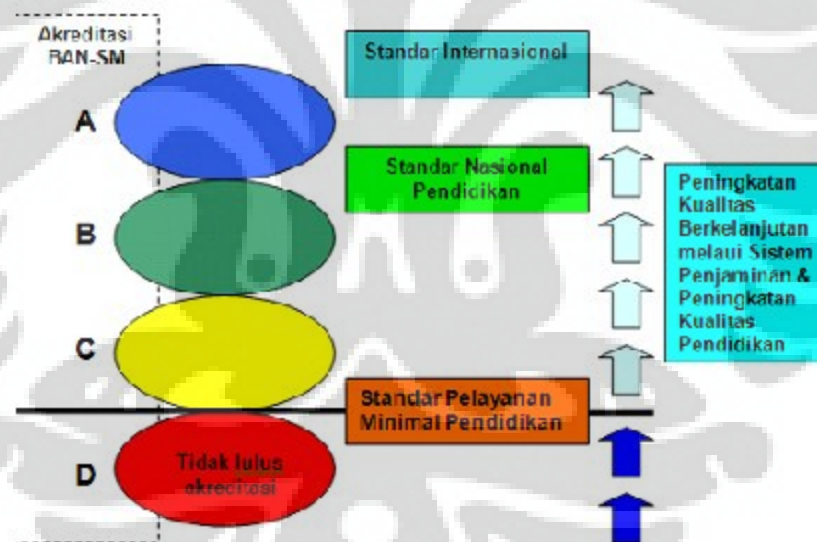 Akreditasi
BAN-SM
A
B
C
D
Tidak lulus
akreditasi
Standar Internasional
Standar Nasional
Pendidikan
Standar Pelayanan
Minimal Pendidikan
Peningkatan
Kualitas
Berkelanjutan
melaui Sistem
Penjaminan &
Peningkatan
Kualitas
Pendidikan